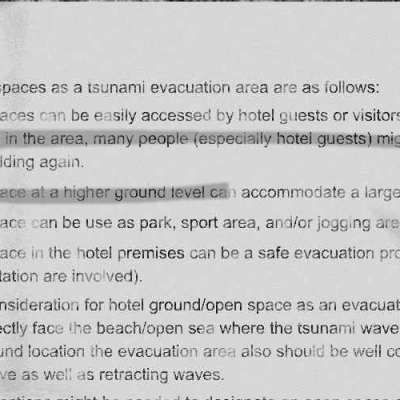 spaces as a tsunami evacuation area are as follows:
aces can be easily accessed by hotel guests or visitors
in the area, many people (especially hotel guests) mig
lding again.
ace at a higher ground level can accommodate a large
ace can be use as park, sport area, and/or jogging are
ace in the hotel premises can be a safe evacuation pro
tation are involved).
nsideration for hotel ground/open space as an evacuat
ectly face the beach/open sea where the tsunami wave
und location the evacuation area also should be well co
ve as well as retracting waves.